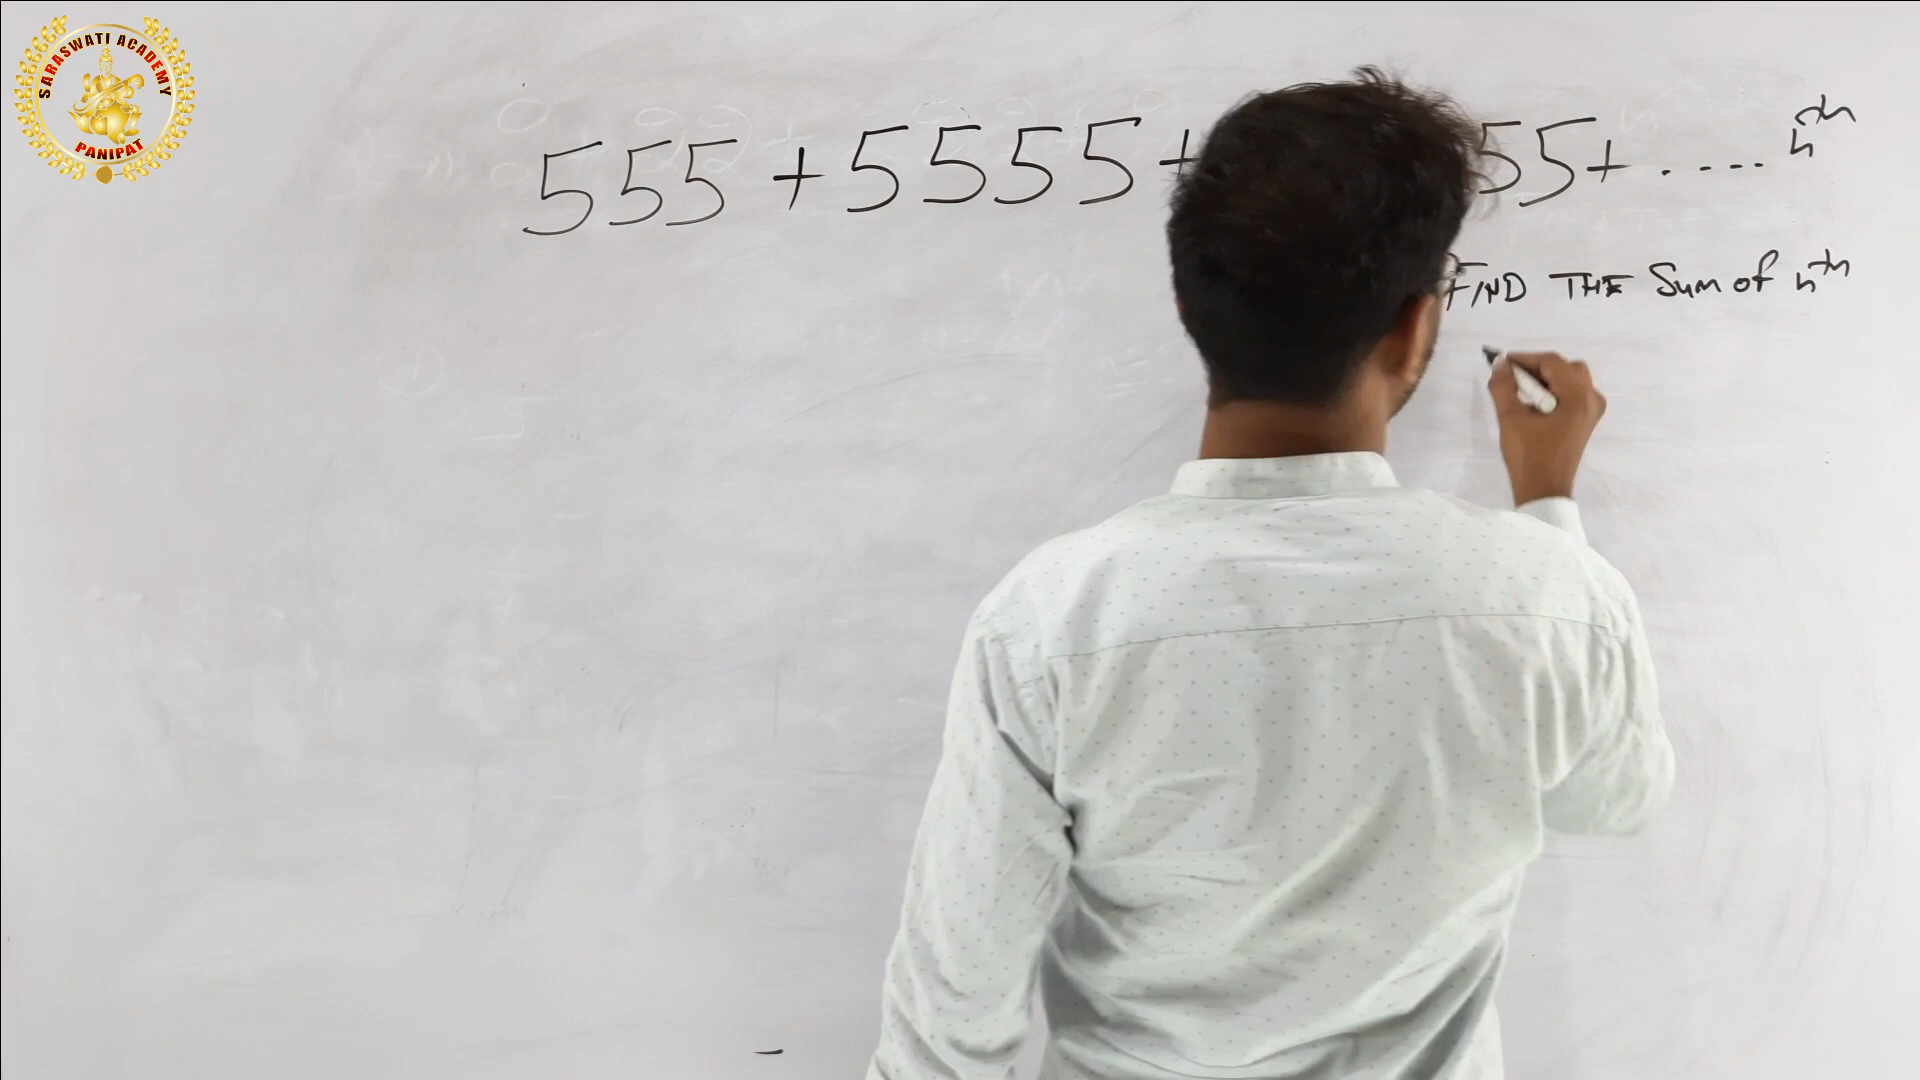 SARASWATI ACADEMY
PANIPAT
555 + 5555 + 55 + .... nth
FIND THE Sum of nth